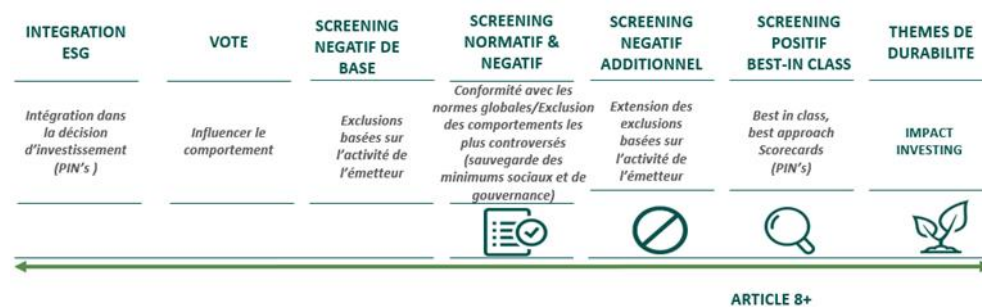 INTEGRATION
ESG
VOTE
SCREENING
NEGATIF DE
BASE
SCREENING
NORMATIF &
NEGATIF
SCREENING
NEGATIF
ADDITIONNEL
SCREENING
POSITIF
BEST-IN CLASS
THEMES DE
DURABILITE
Intégration dans
la décision
d'investissement
(PIN's )
Influencer le
comportement
Exclusions
basées sur
l'activité de
l'émetteur
Conformité avec les
normes globales/Exclusion
des comportements les
plus controversés
(sauvegarde des
minimums sociaux et de
gouvernance)
Extension des
exclusions
basées sur
l'activité de
l'émetteur
Best in class,
best approach
Scorecards
(PIN's)
IMPACT
INVESTING
ARTICLE 8+